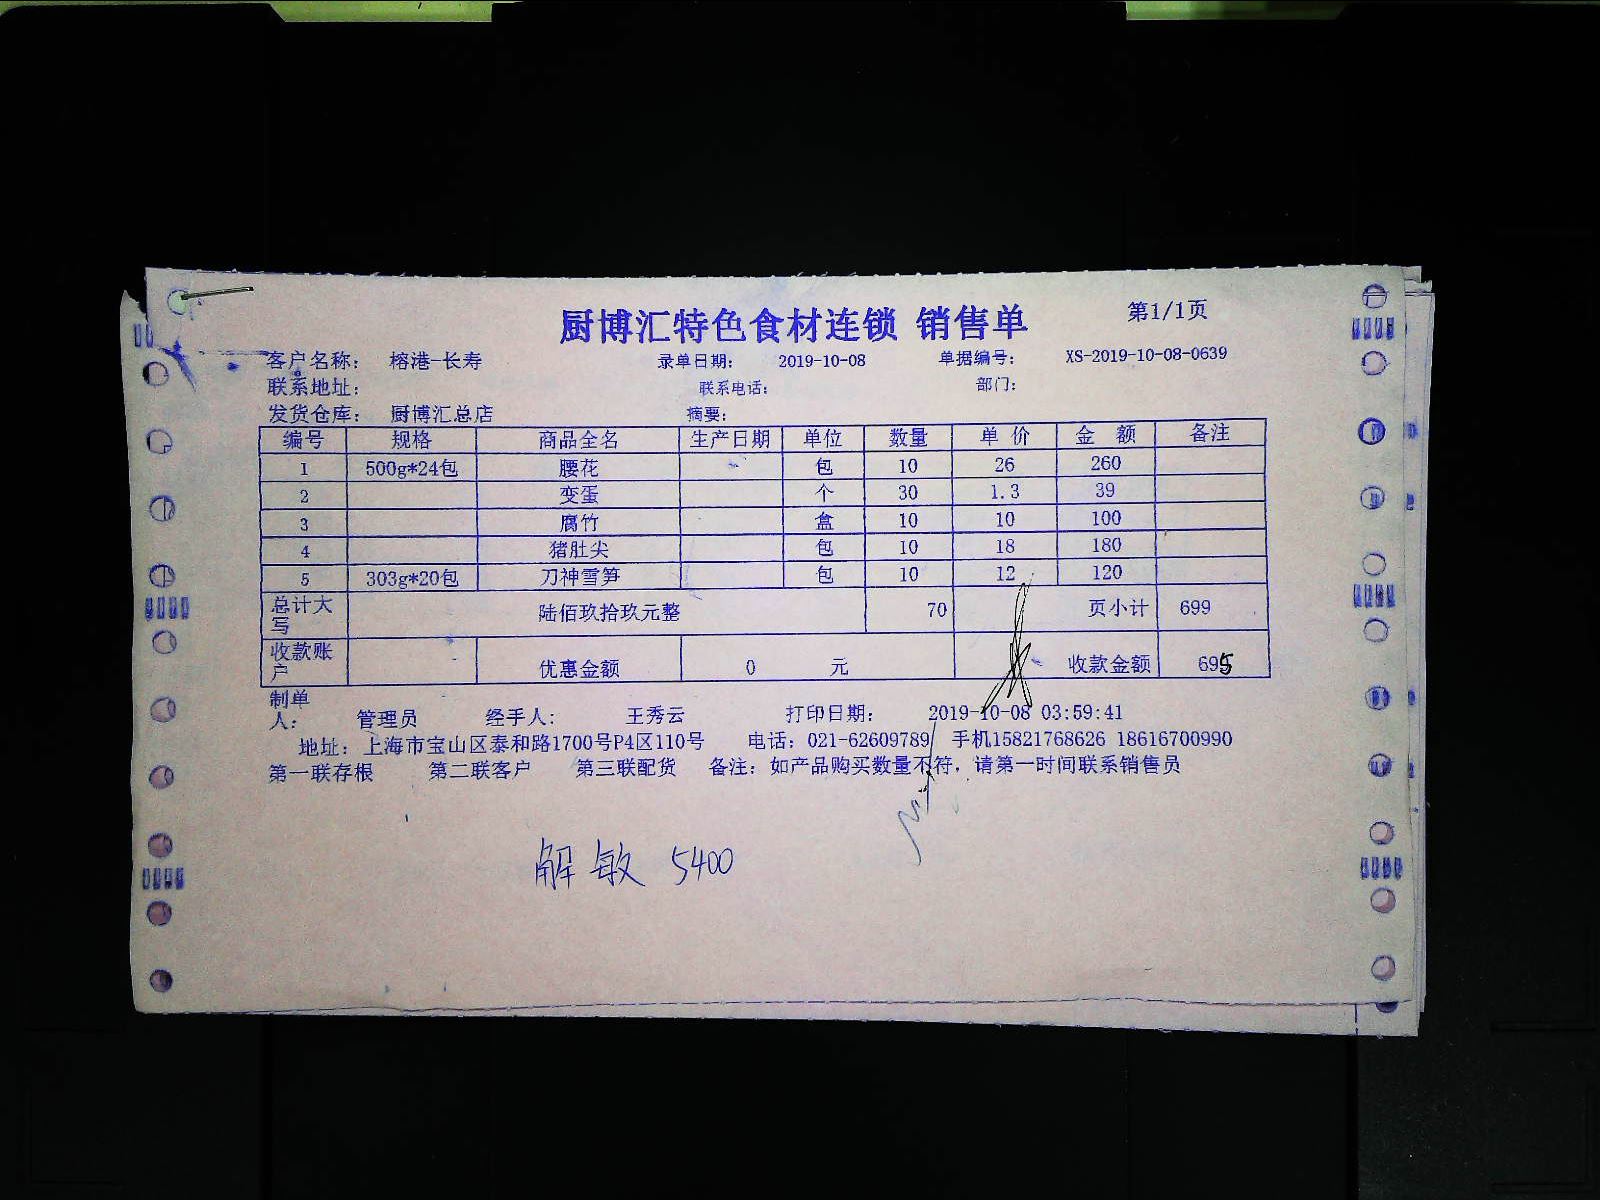 厨博汇特色食材连锁 销售单 第1/1页
客户名称： 榕港-长寿 录单日期： 2019-10-08 单据编号： XS-2019-10-08-0639
联系地址： 联系电话： 部门：
发货仓库： 厨博汇总店 摘要：
编号 规格 商品全名 生产日期 单位 数量 单 价 金 额 备注
1 500g*24包 腰花 包 10 26 260
2 变蛋 个 30 1.3 39
3 腐竹 盒 10 10 100
4 猪肚尖 包 10 18 180
5 303g*20包 刀神雪笋 包 10 12 120
总计大写 陆佰玖拾玖元整 70 页小计 699
收款账户 优惠金额 0 元 收款金额 695
制单人： 管理员 经手人： 王秀云 打印日期： 2019-10-08 03:59:41
地址：上海市宝山区泰和路1700号P4区110号 电话：021-62609789 手机15821768626 18616700990
第一联存根 第二联客户 第三联配货 备注：如产品购买数量不符，请第一时间联系销售员
解敏 5400